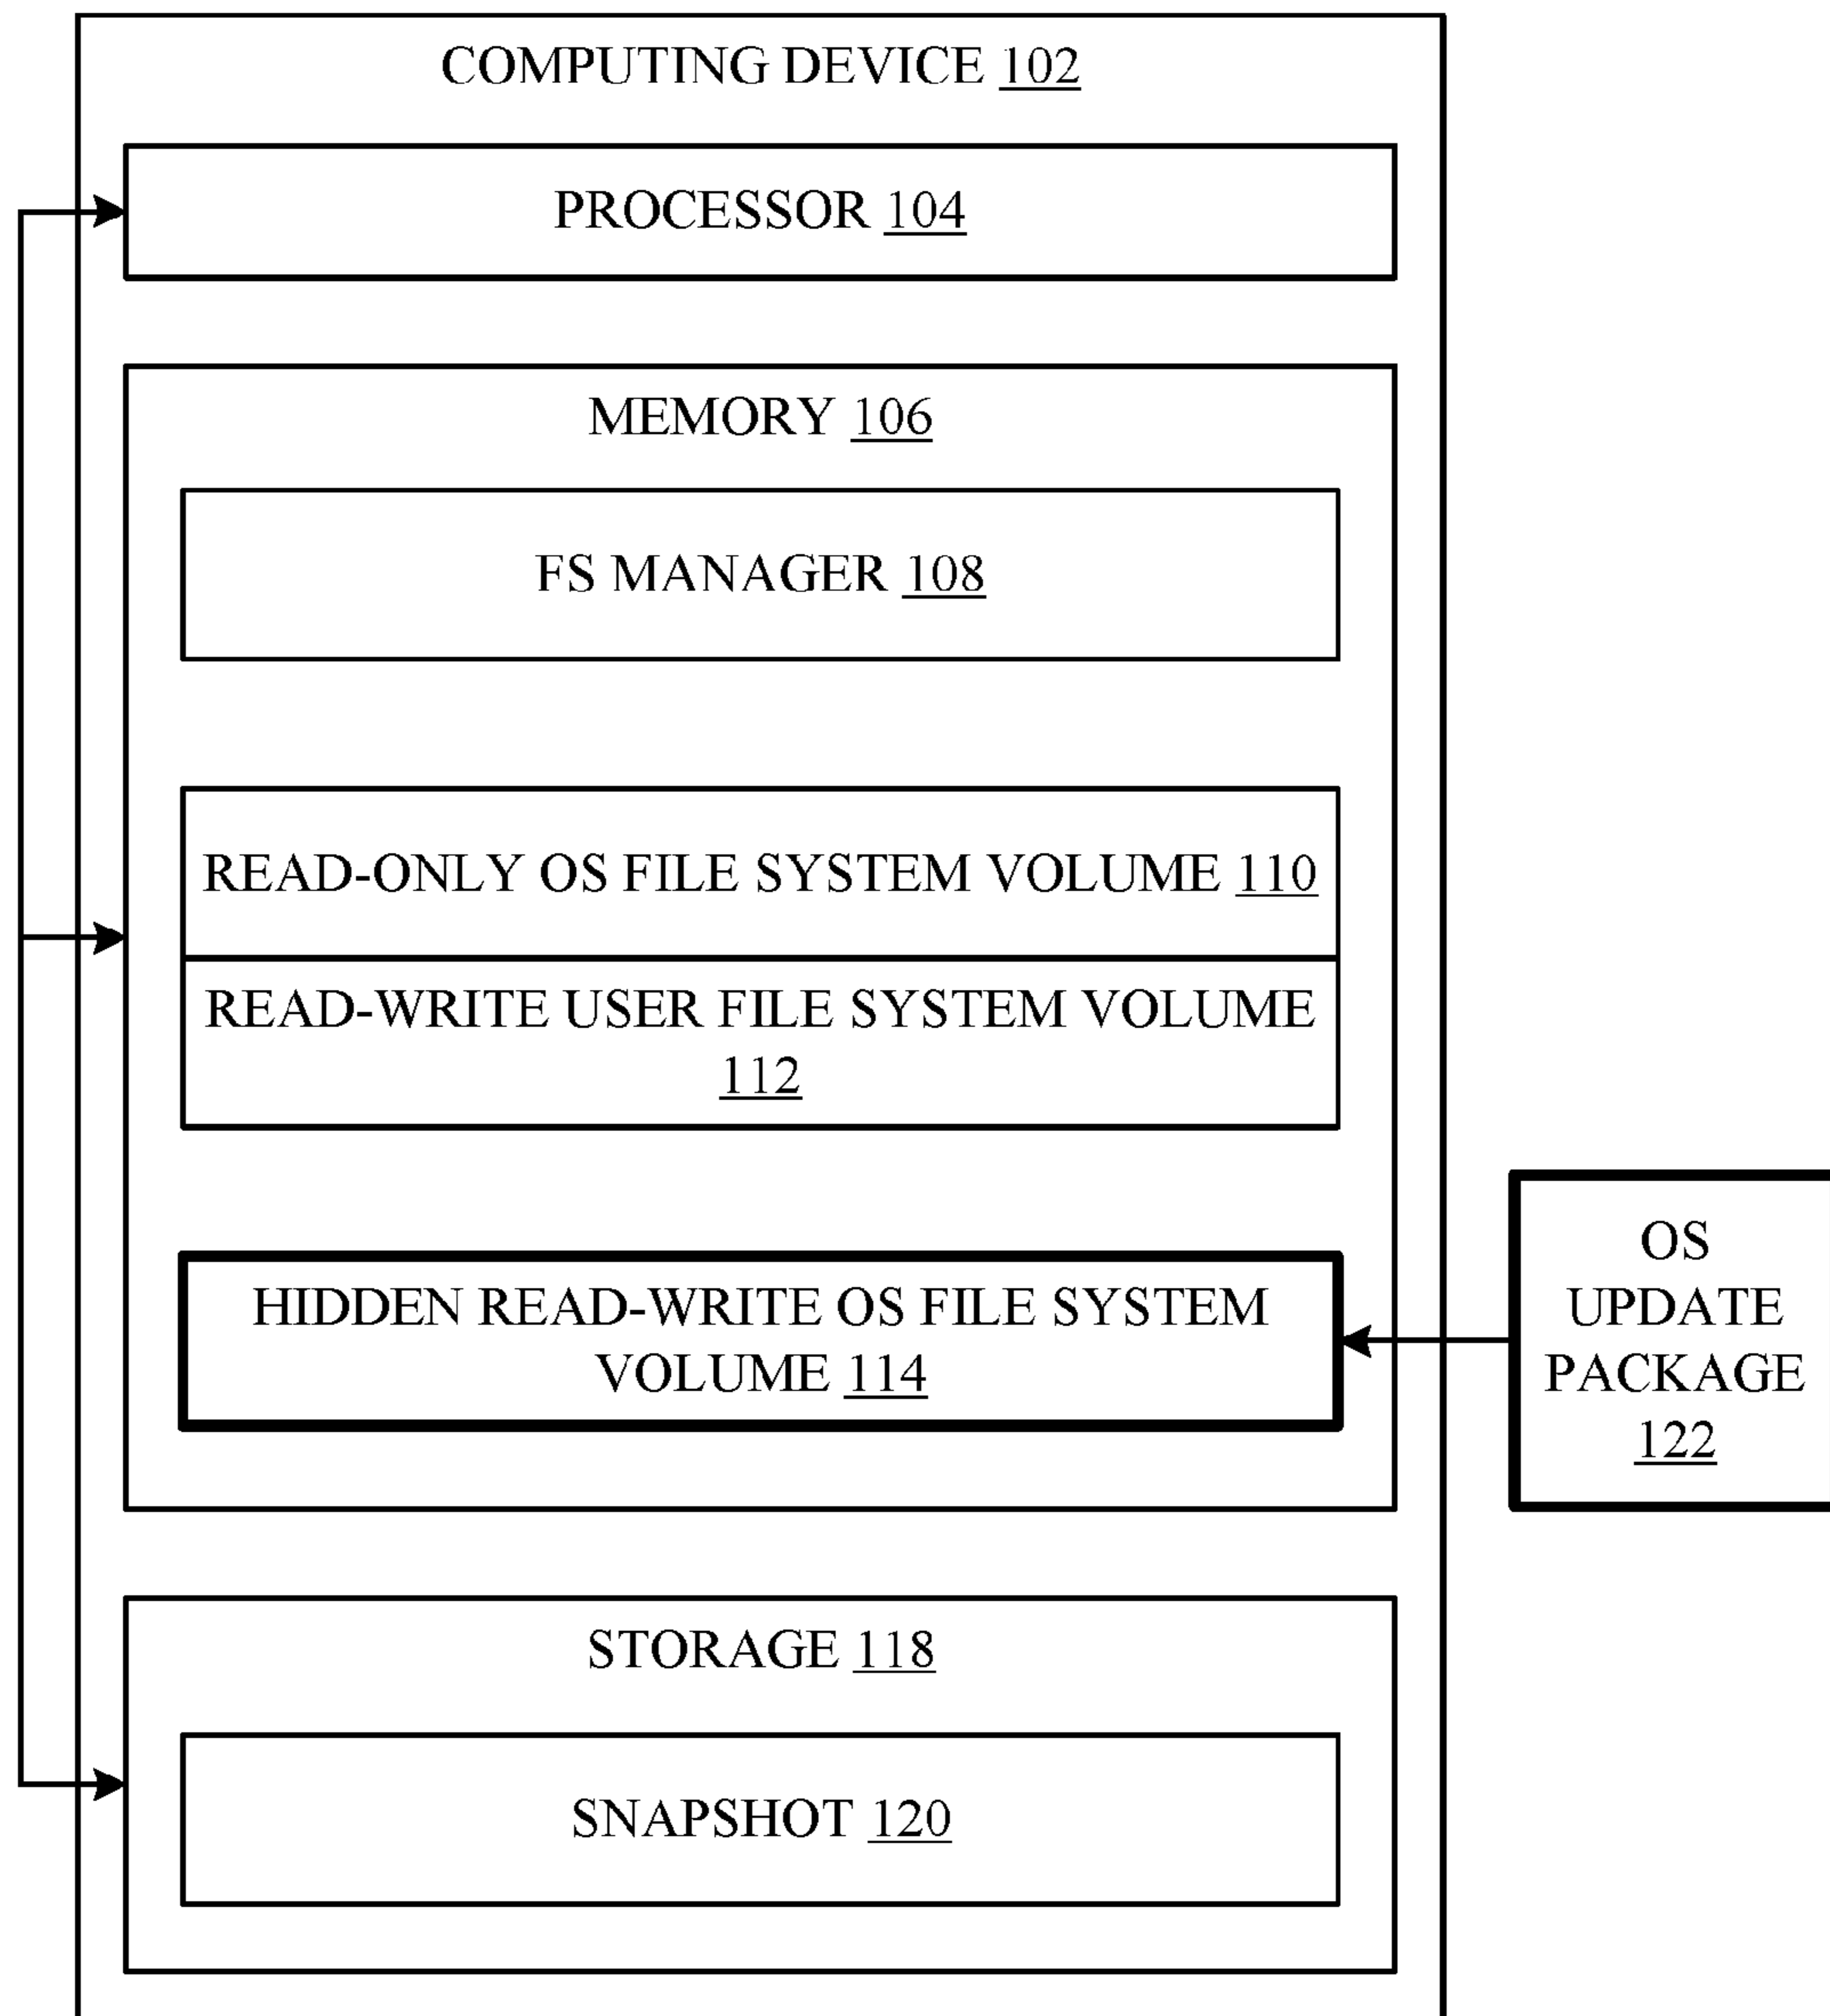 COMPUTING DEVICE 102
PROCESSOR 104
MEMORY 106
FS MANAGER 108
READ-ONLY OS FILE SYSTEM VOLUME 110
READ-WRITE USER FILE SYSTEM VOLUME
112
HIDDEN READ-WRITE OS FILE SYSTEM
VOLUME 114
OS
UPDATE
PACKAGE
122
STORAGE 118
SNAPSHOT 120